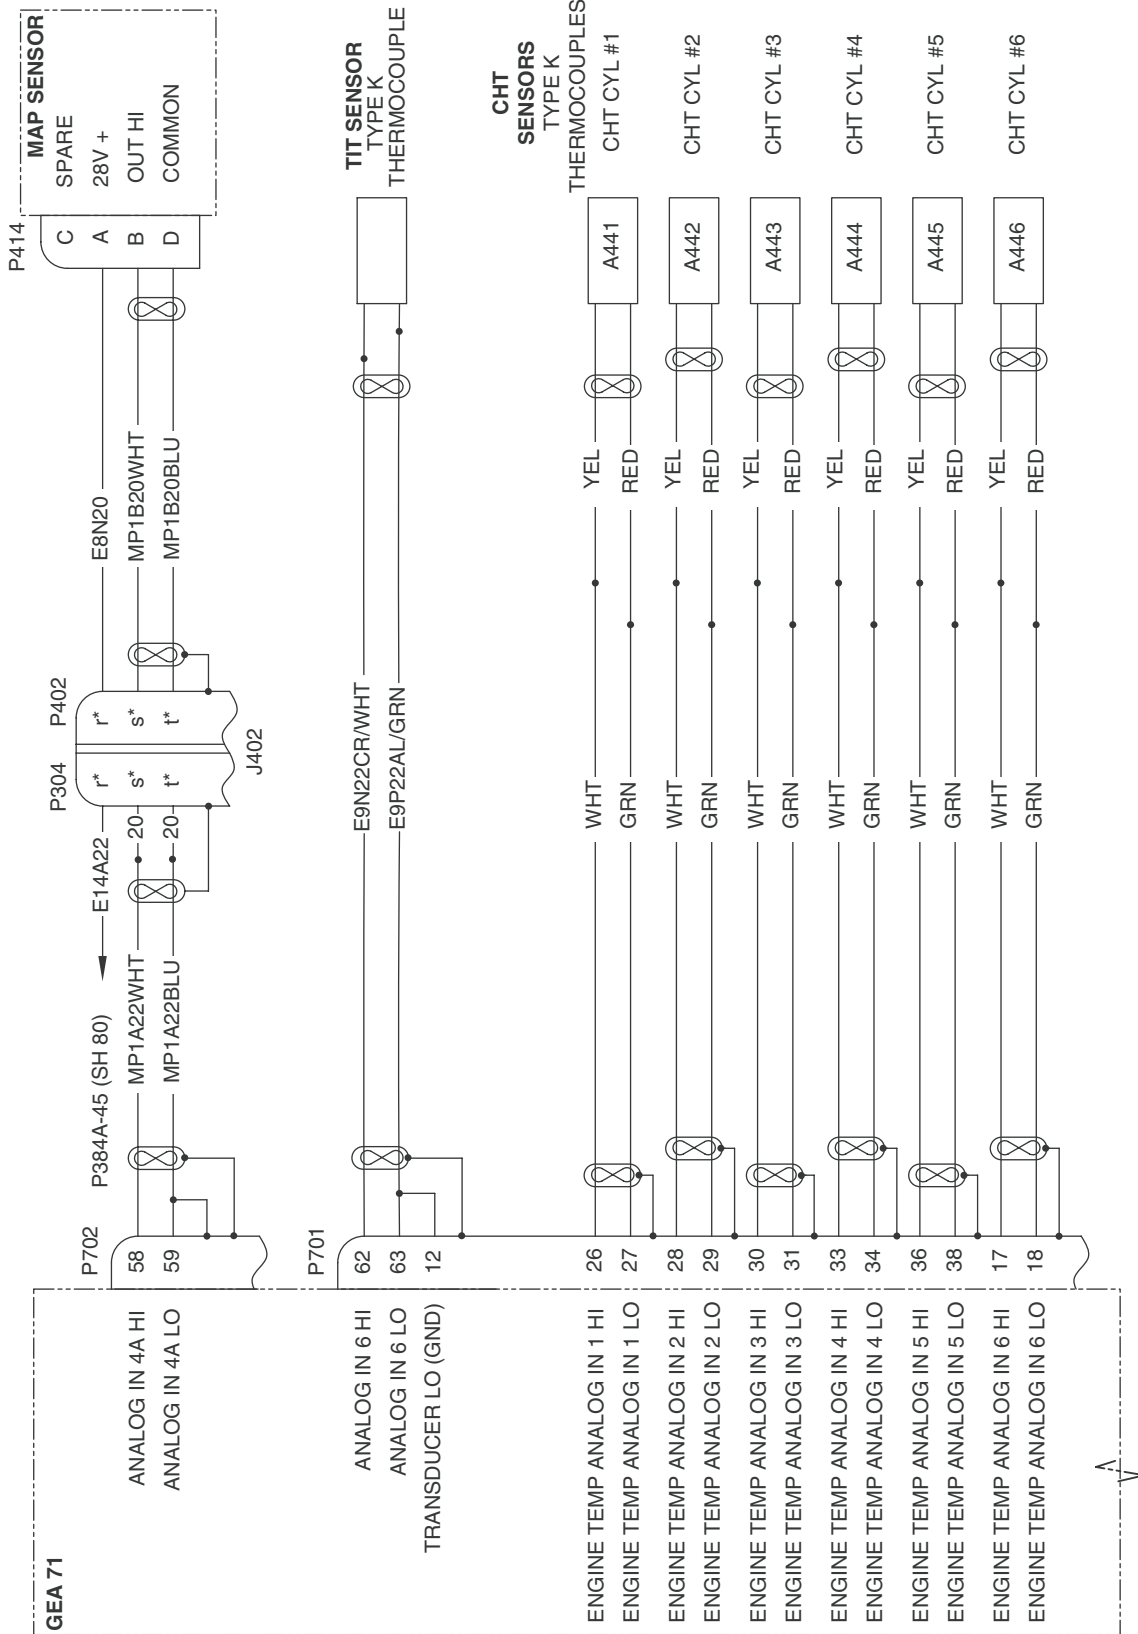 MAP SENSOR
SPARE
28V +
OUT HI
COMMON
P414
C
A
B
D
E8N20
MP1B20WHT
MP1B20BLU
P402
r*
s*
t*
P304
r*
s*
t*
J402
E14A22
20
20
P384A-45 (SH 80)
MP1A22WHT
MP1A22BLU
P702
58
59
ANALOG IN 4A HI
ANALOG IN 4A LO
TIT SENSOR
TYPE K
THERMOCOUPLE
E9N22CR/WHT
E9P22AL/GRN
P701
62
63
12
ANALOG IN 6 HI
ANALOG IN 6 LO
TRANSDUCER LO (GND)
CHT
SENSORS
TYPE K
THERMOCOUPLES
CHT CYL #1
CHT CYL #2
CHT CYL #3
CHT CYL #4
CHT CYL #5
CHT CYL #6
A441
A442
A443
A444
A445
A446
YEL
RED
YEL
RED
YEL
RED
YEL
RED
YEL
RED
YEL
RED
WHT
GRN
WHT
GRN
WHT
GRN
WHT
GRN
WHT
GRN
WHT
GRN
26
27
28
29
30
31
33
34
36
38
17
18
ENGINE TEMP ANALOG IN 1 HI
ENGINE TEMP ANALOG IN 1 LO
ENGINE TEMP ANALOG IN 2 HI
ENGINE TEMP ANALOG IN 2 LO
ENGINE TEMP ANALOG IN 3 HI
ENGINE TEMP ANALOG IN 3 LO
ENGINE TEMP ANALOG IN 4 HI
ENGINE TEMP ANALOG IN 4 LO
ENGINE TEMP ANALOG IN 5 HI
ENGINE TEMP ANALOG IN 5 LO
ENGINE TEMP ANALOG IN 6 HI
ENGINE TEMP ANALOG IN 6 LO
GEA 71